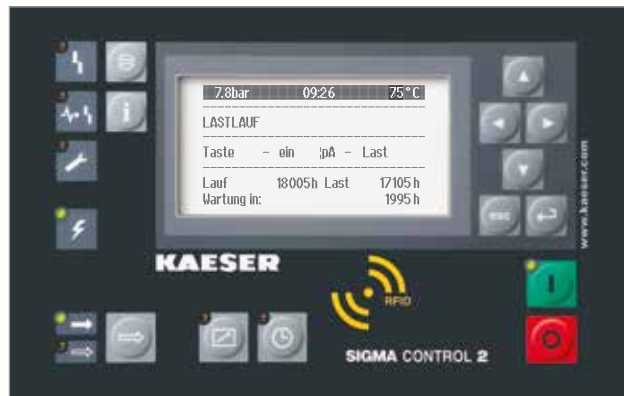 7.8bar 09:26 75°C
LASTLAUF
Taste - ein ¦pA - Last
Lauf 18005h Last 17105h
Wartung in: 1995h
esc
www.kaeser.com
KAESER
RFID
SIGMA CONTROL 2